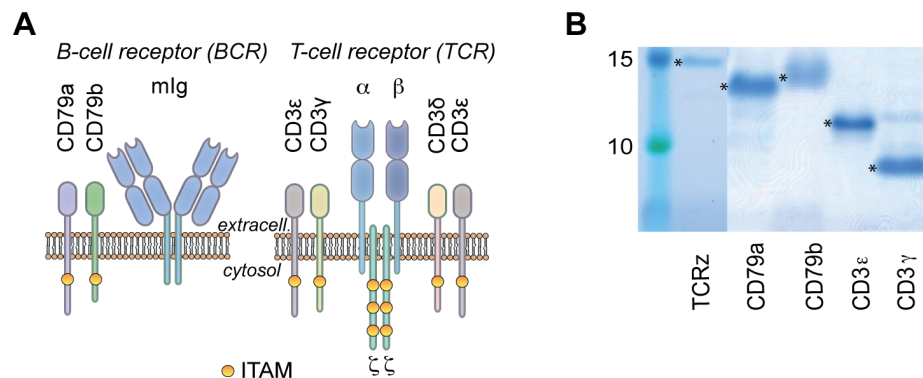 A
B-cell receptor (BCR)
T-cell receptor (TCR)
CD79a
CD79b
mIg
CD3ε
CD3γ
α
β
CD3δ
CD3ε
extracell.
cytosol
ζ ζ
ITAM
B
15
10
*
*
*
*
*
TCRz
CD79a
CD79b
CD3ε
CD3γ